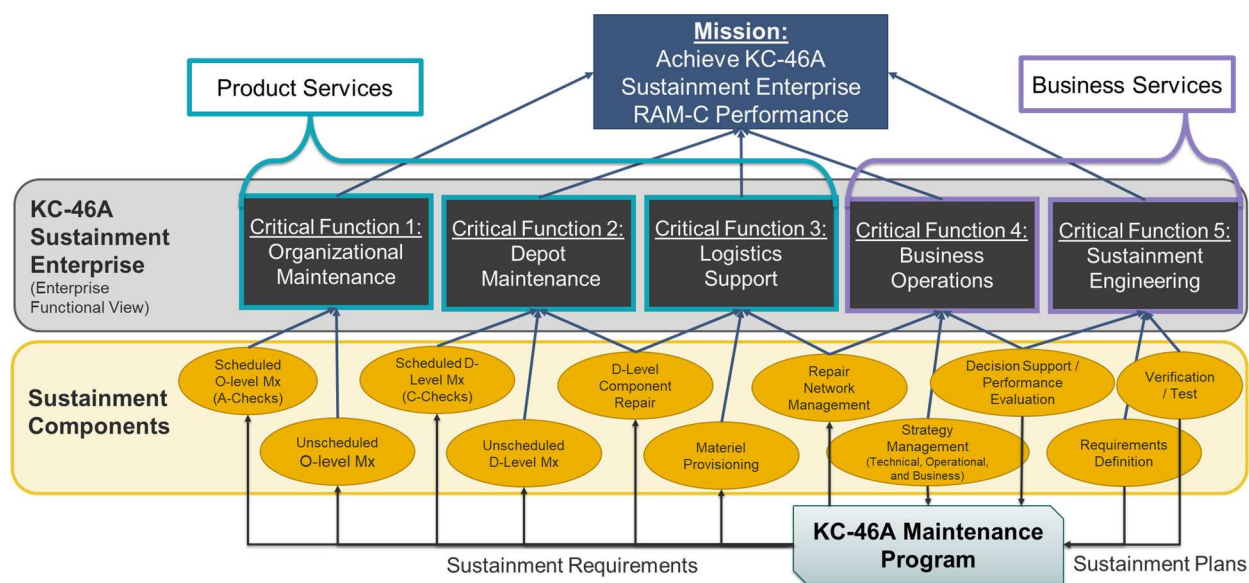 Mission:
Achieve KC-46A
Sustainment Enterprise
RAM-C Performance
Product Services
Business Services
KC-46A
Sustainment
Enterprise
(Enterprise
Functional View)
Critical Function 1:
Organizational
Maintenance
Critical Function 2:
Depot
Maintenance
Critical Function 3:
Logistics
Support
Critical Function 4:
Business
Operations
Critical Function 5:
Sustainment
Engineering
Sustainment
Components
Scheduled
O-level Mx
(A-Checks)
Unscheduled
O-level Mx
Scheduled D-
Level Mx
(C-Checks)
Unscheduled
D-Level Mx
D-Level
Component
Repair
Materiel
Provisioning
Repair
Network
Management
Strategy
Management
(Technical, Operational,
and Business)
Decision Support /
Performance
Evaluation
Requirements
Definition
Verification
/ Test
KC-46A Maintenance
Program
Sustainment Requirements
Sustainment Plans